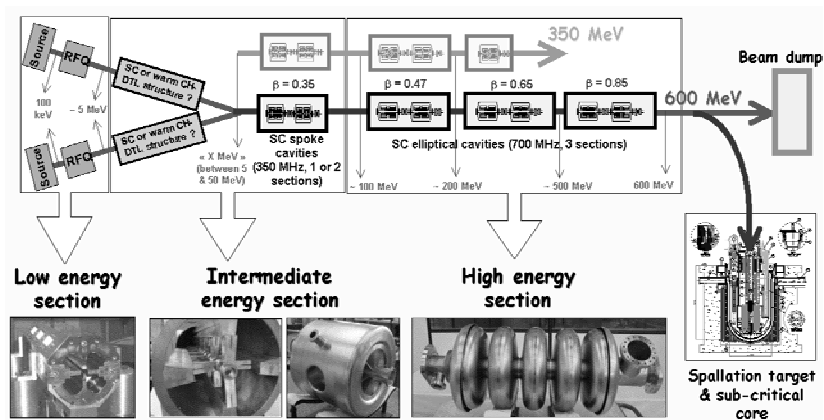 Source
RFQ
SC or warm CH-
DTL structure ?
100
keV
~ 5 MeV
Source
RFQ
SC or warm CH-
DTL structure ?
350 MeV
β = 0.35
β = 0.47
β = 0.65
β = 0.85
600 MeV
Beam dump
SC spoke
cavities
(350 MHz, 1 or 2
sections)
SC elliptical cavities (700 MHz, 3 sections)
« X MeV »
(between 5
& 50 MeV)
~ 100 MeV
~ 200 MeV
~ 500 MeV
600 MeV
Low energy
section
Intermediate
energy section
High energy
section
Spallation target
& sub-critical
core